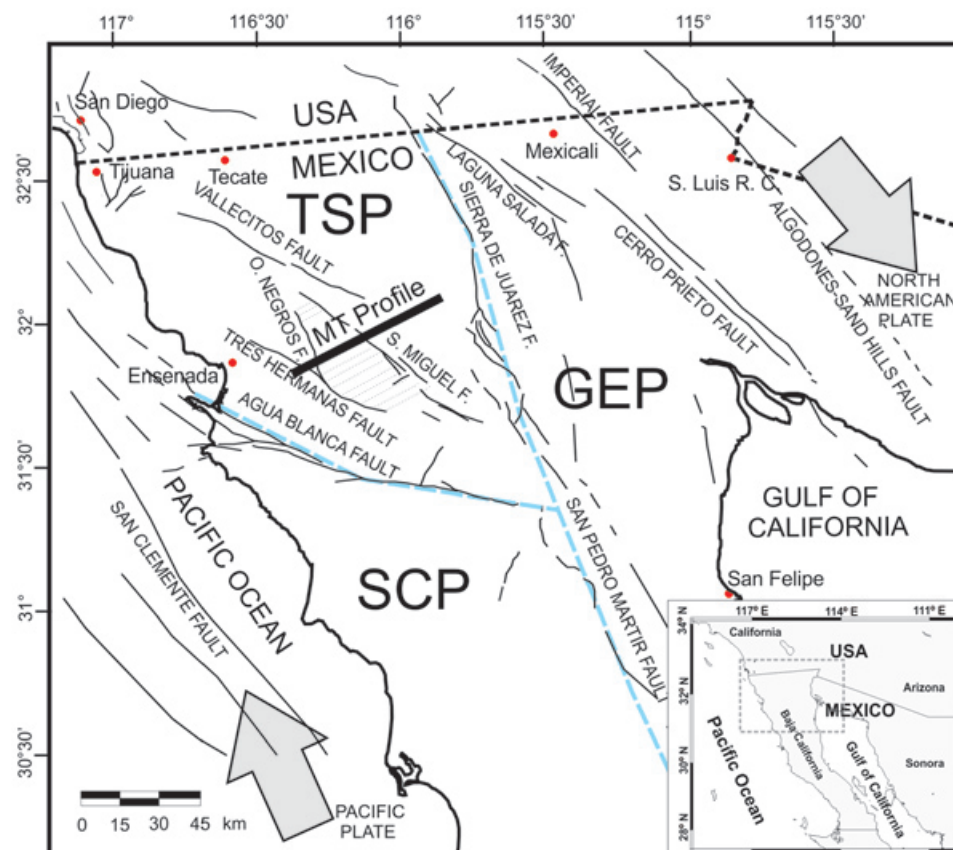 117°
116°30'
116°
115°30'
115°
115°30'
San Diego
USA
IMPERIAL FAULT
Mexicali
S. Luis R. C.
MEXICO
Tijuana
Tecate
32°30'
TSP
VALLECITOS FAULT
LAGUNA SALADA F.
SIERRA DE JUAREZ F.
CERRO PRIETO FAULT
ALGODONES SAND HILLS FAULT
NORTH
AMERICAN
PLATE
32°
O. NEGROS F.
MT Profile
S. MIGUEL F.
TRES HERMANAS FAULT
Ensenada
AGUA BLANCA FAULT
GEP
31°30'
PACIFIC OCEAN
SAN CLEMENTE FAULT
SAN PEDRO MARTIR FAULT
GULF OF
CALIFORNIA
San Felipe
SCP
31°
30°30'
0 15 30 45 km
PACIFIC
PLATE
117° E
114° E
111° E
34° N
32° N
30° N
28° N
California
USA
Arizona
MEXICO
Baja California
Pacific Ocean
Gulf of California
Sonora